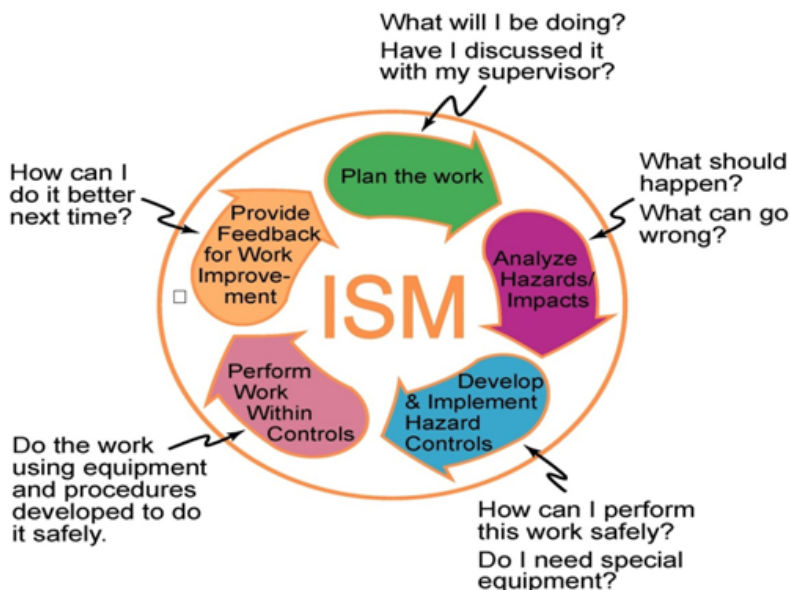 What will I be doing?
Have I discussed it
with my supervisor?
Plan the work
What should
happen?
What can go
wrong?
Analyze
Hazards/
Impacts
Develop
& Implement
Hazard
Controls
How can I perform
this work safely?
Do I need special
equipment?
Perform
Work
Within
Controls
Do the work
using equipment
and procedures
developed to do
it safely.
Provide
Feedback
for Work
Improve-
ment
How can I
do it better
next time?
ISM